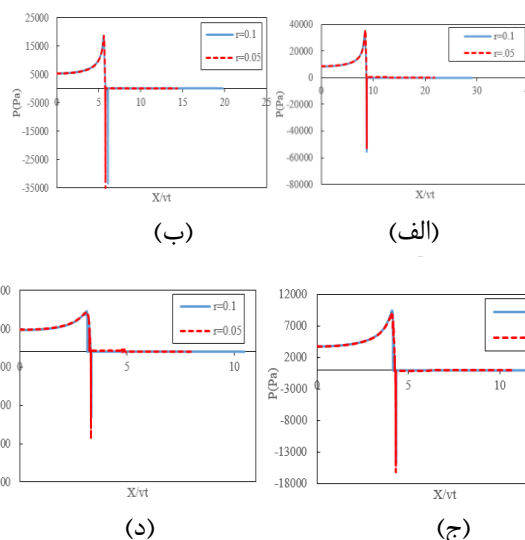 25000
15000
5000
-5000
-15000
-25000
-35000
P(Pa)
0 5 10 15 20 25
X/vt
r=0.1
r=0.05
(ب)
40000
20000
0
-20000
-40000
-60000
-80000
P(Pa)
0 10 20 30
X/vt
r=0.1
r=.05
(الف)
0 5 10
X/vt
r=0.1
r=0.05
(د)
12000
7000
2000
-3000
-8000
-13000
-18000
P(Pa)
0 5 10
X/vt
(ج)